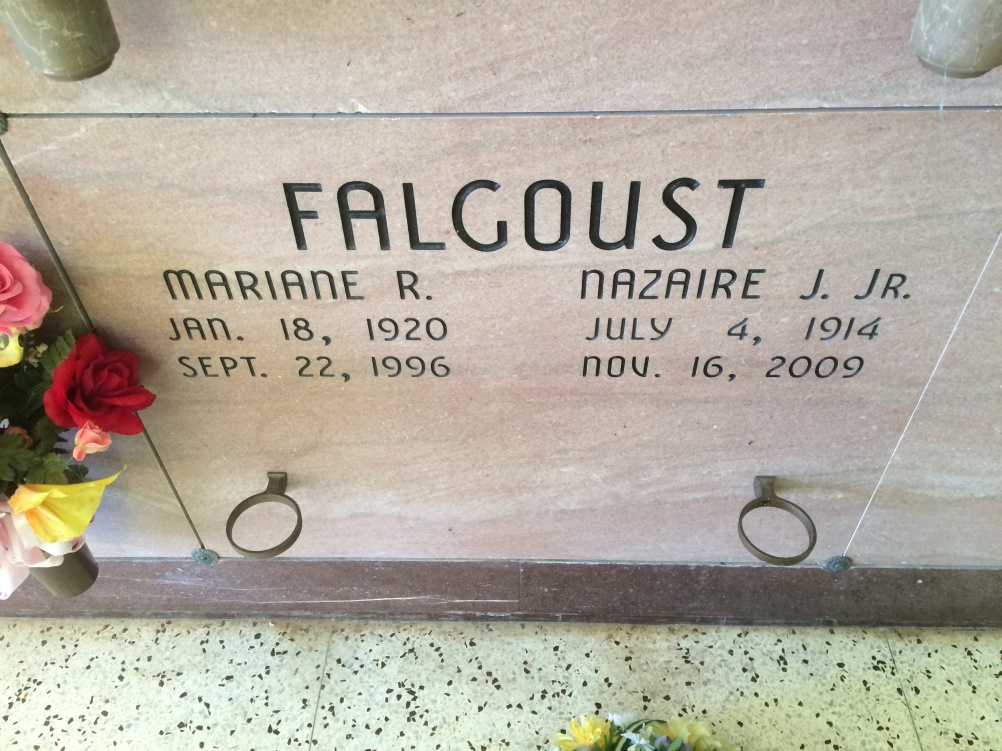 FALGOUST
MARIANE R. NAZAIRE J. JR.
JAN. 18, 1920 JULY 4, 1914
SEPT. 22, 1996 NOV. 16, 2009